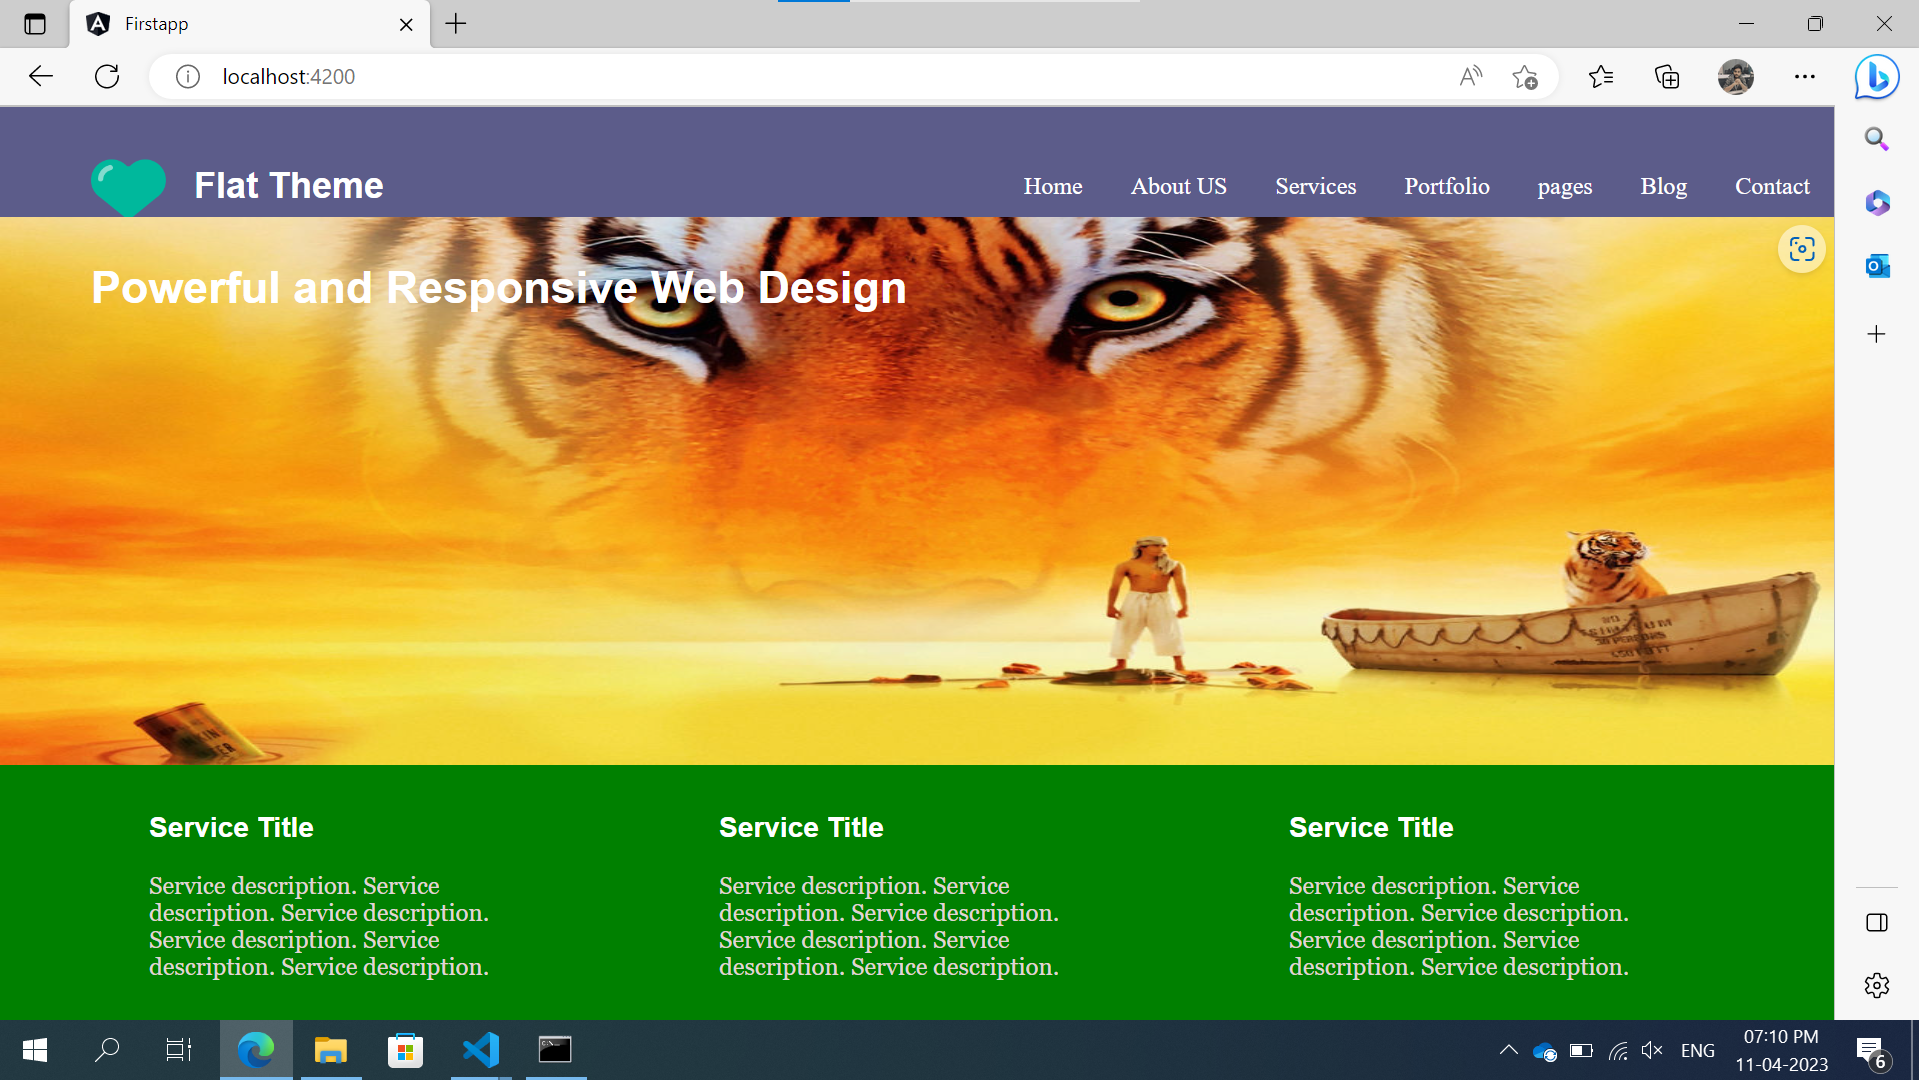 Firstapp
localhost:4200
Flat Theme
Home About US Services Portfolio pages Blog Contact
Powerful and Responsive Web Design
Service Title
Service description. Service
description. Service description.
Service description. Service
description. Service description.
Service Title
Service description. Service
description. Service description.
Service description. Service
description. Service description.
Service Title
Service description. Service
description. Service description.
Service description. Service
description. Service description.
ENG
07:10 PM
11-04-2023
6